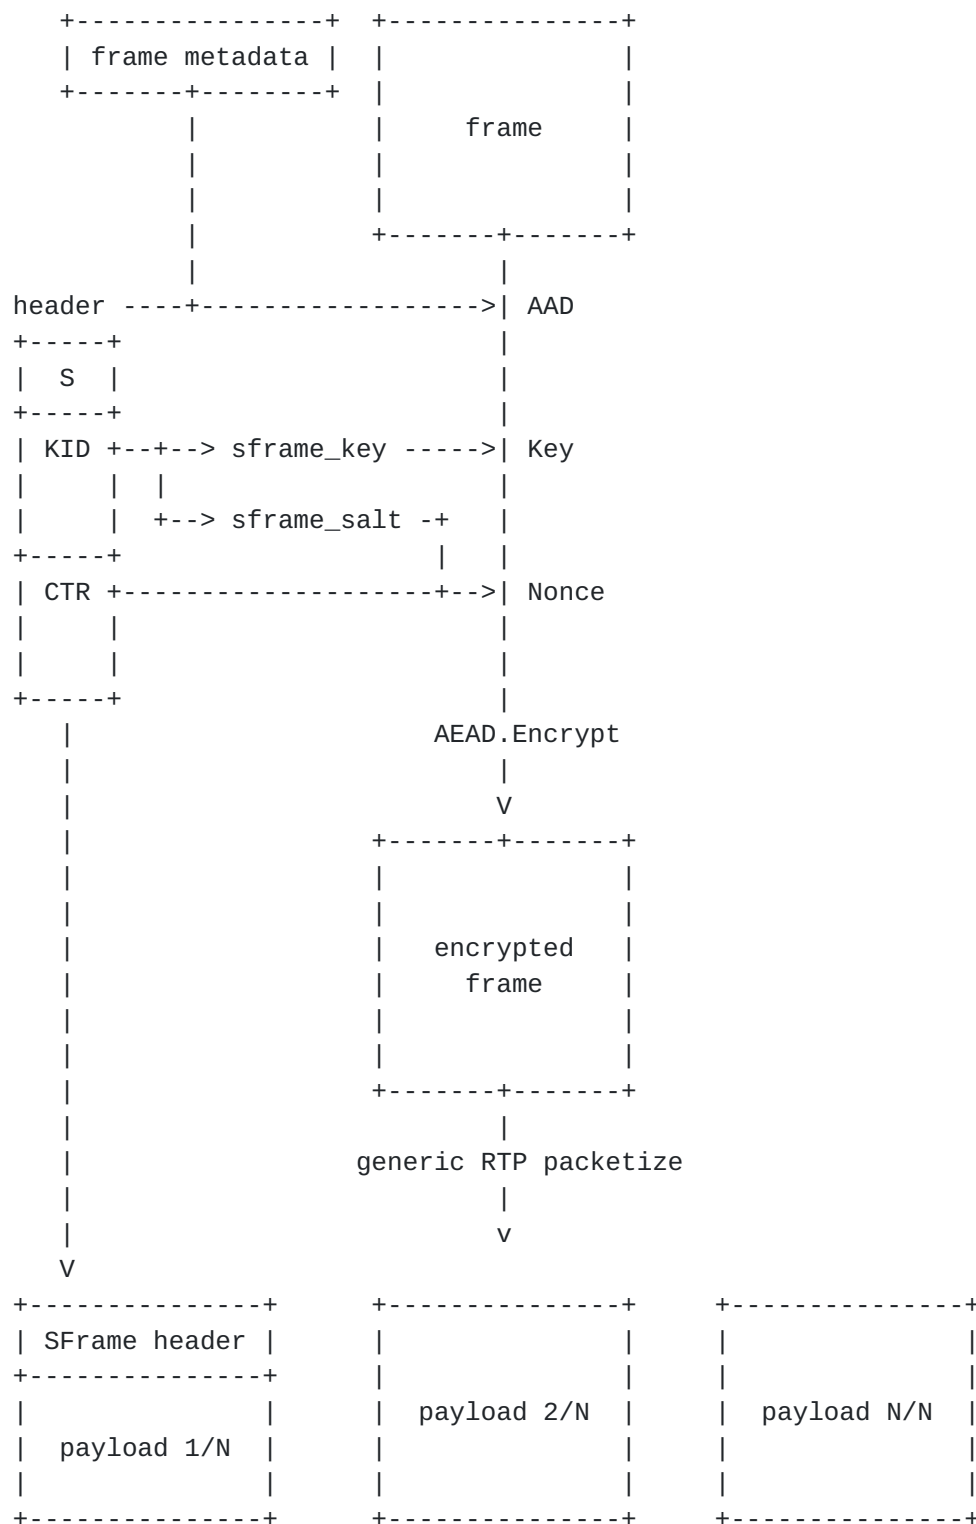 frame metadata
frame
header AAD
S
KID sframe_key Key
sframe_salt
CTR Nonce
AEAD.Encrypt
V
encrypted
frame
generic RTP packetize
v
V
SFrame header
payload 2/N payload N/N
payload 1/N